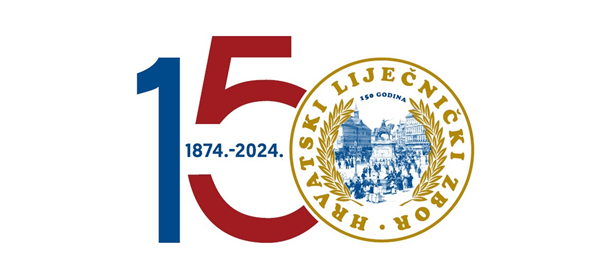 150
1874.-2024.
HRVATSKI LIJEČNIČKI ZBOR ·
150 GODINA